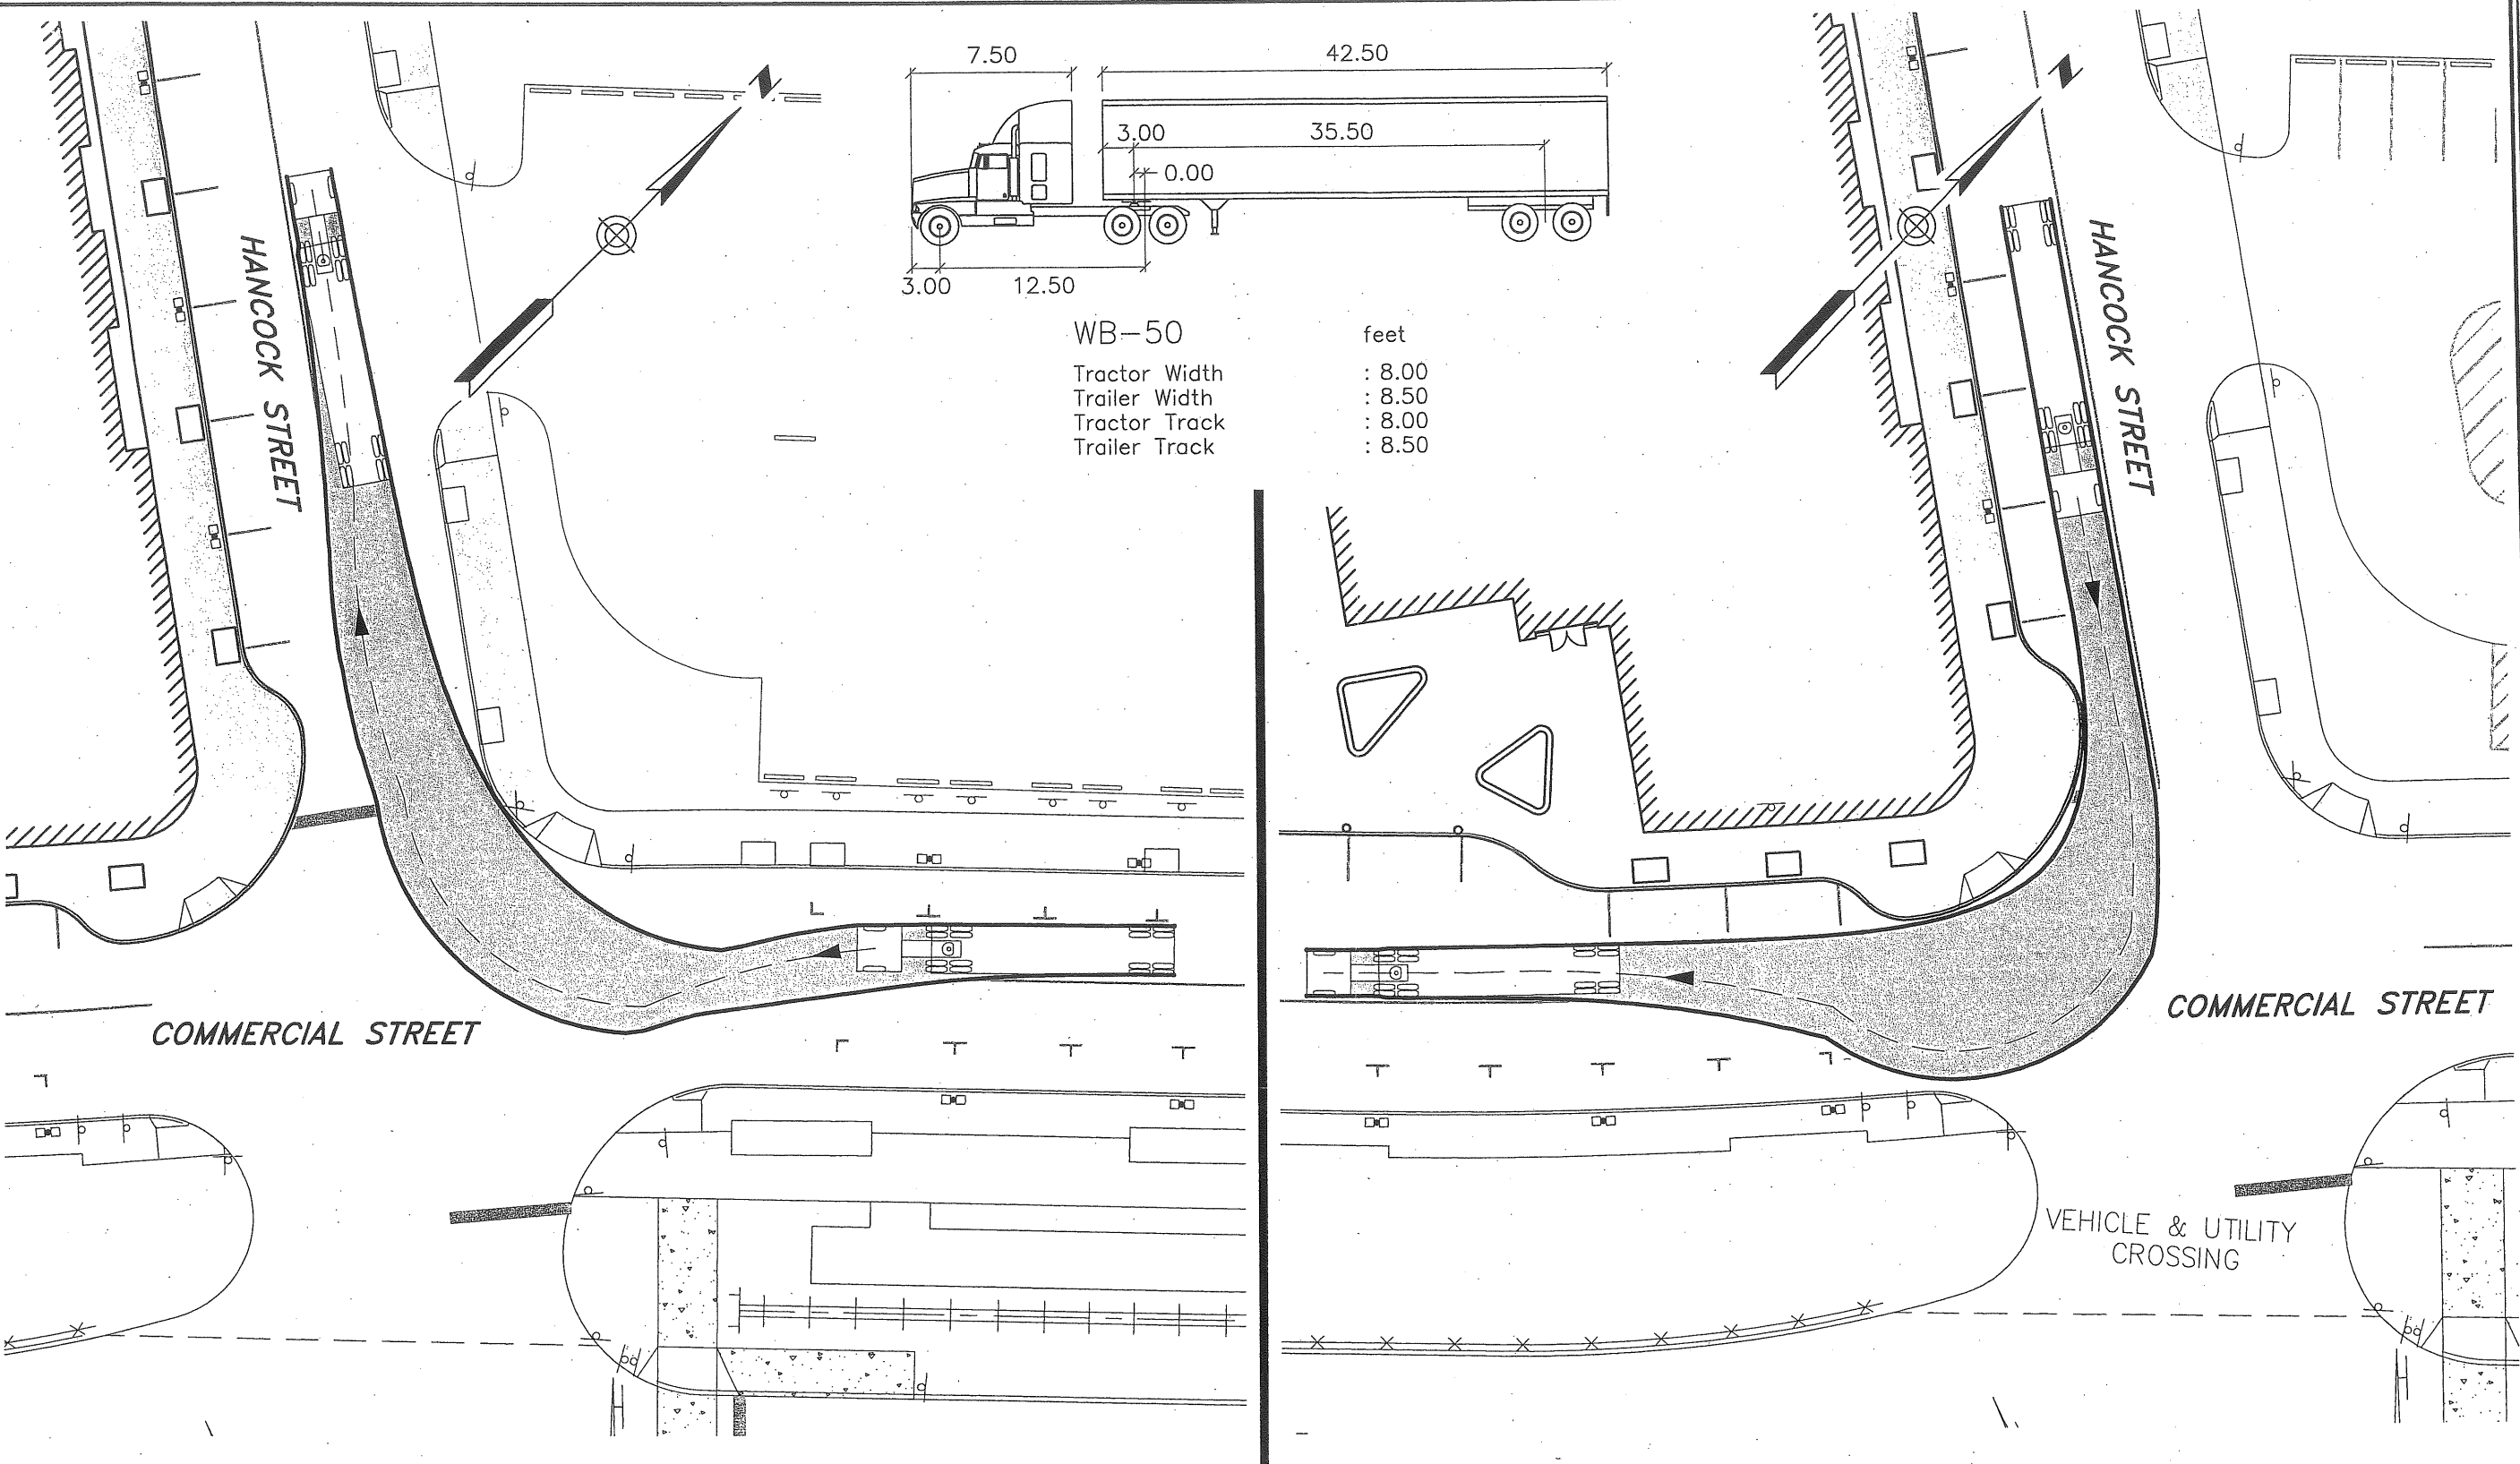 7.50
42.50
3.00
35.50
0.00
3.00
12.50
WB-50
feet
Tractor Width : 8.00
Trailer Width : 8.50
Tractor Track : 8.00
Trailer Track : 8.50
N
HANCOCK STREET
COMMERCIAL STREET
N
HANCOCK STREET
COMMERCIAL STREET
VEHICLE & UTILITY
CROSSING